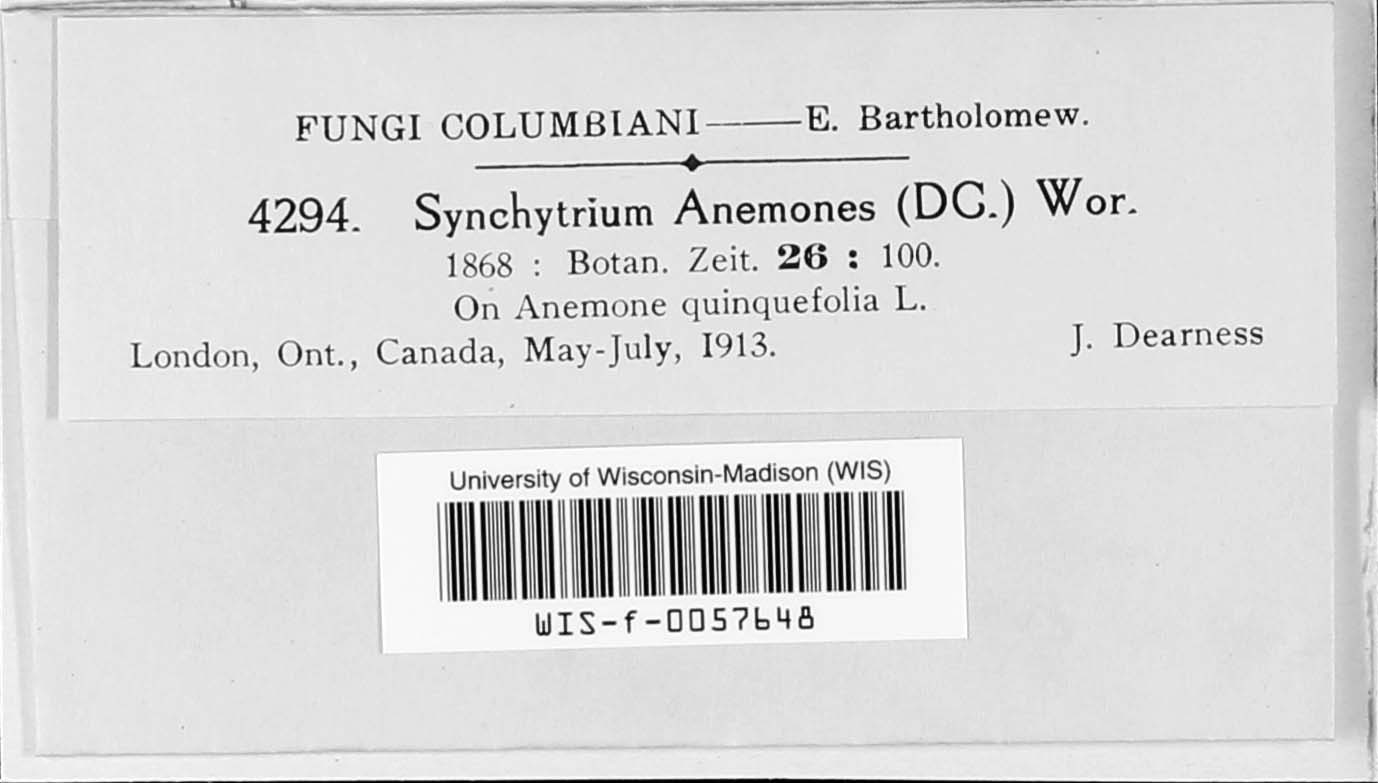 FUNGI COLUMBIANI——E. Bartholomew.
4294. Synchytrium Anemones (DC.) Wor.
1868 : Botan. Zeit. 26 : 100.
On Anemone quinquefolia L.
London, Ont., Canada, May-July, 1913. J. Dearness
University of Wisconsin-Madison (WIS)
WIS-f-0057648